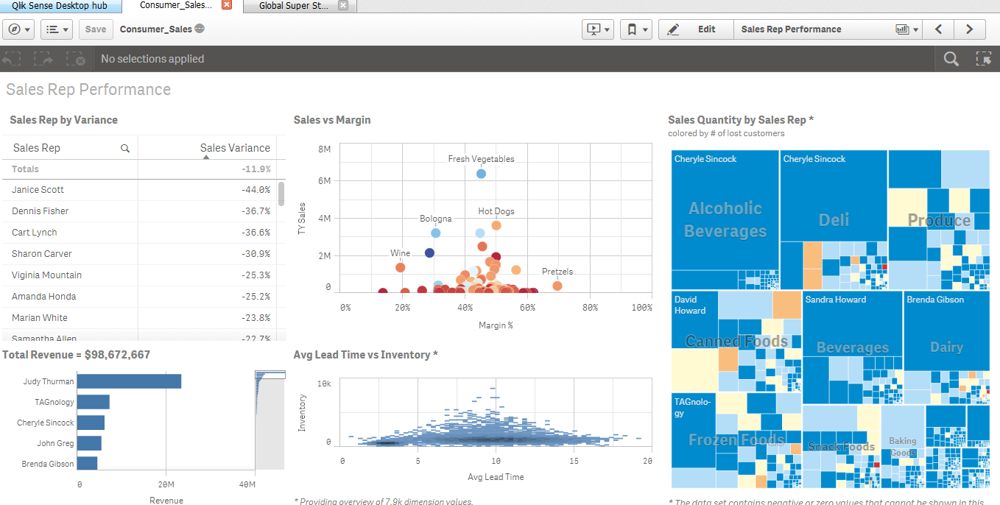 Qlik Sense Desktop hub
Consumer_Sales...
Global Super St...
Save
Consumer_Sales
Edit
Sales Rep Performance
No selections applied
Sales Rep Performance
Sales Rep by Variance
Sales Rep Sales Variance
Totals -11.9%
Janice Scott -44.0%
Dennis Fisher -36.7%
Cart Lynch -36.6%
Sharon Carver -30.9%
Viginia Mountain -25.3%
Amanda Honda -25.2%
Marian White -23.8%
Samantha Allen -22.7%
Total Revenue = $98,672,667
Judy Thurman
TAGnology
Cheryle Sincock
John Greg
Brenda Gibson
0 20M 40M
Revenue
Sales vs Margin
8M
6M
4M
2M
0
TY Sales
Fresh Vegetables
Hot Dogs
Bologna
Wine
Pretzels
0% 20% 40% 60% 80% 100%
Margin %
Avg Lead Time vs Inventory *
10k
0
Inventory
0 5 10 15 20
Avg Lead Time
* Providing overview of 7.9k dimension values.
Sales Quantity by Sales Rep *
colored by # of lost customers
Cheryle Sincock
Alcoholic
Beverages
Cheryle Sincock
Deli
Produce
David
Howard
Canned Foods
Sandra Howard
Beverages
Brenda Gibson
Dairy
TAGnolo-
gy
Frozen Foods
Snack Foods
Baking
Goods
* The data set contains negative or zero values that cannot be shown in this